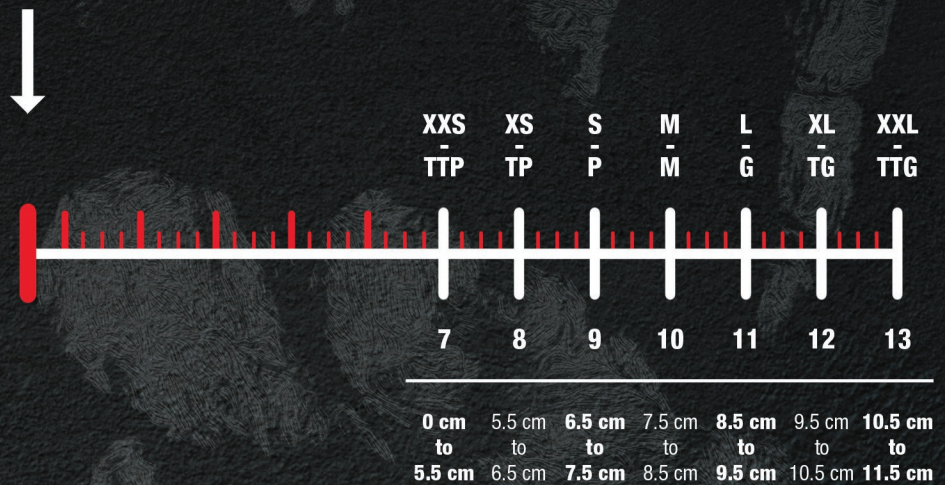 XXS XS S M L XL XXL
- - - - - - -
TTP TP P M G TG TTG
7 8 9 10 11 12 13
0 cm 5.5 cm 6.5 cm 7.5 cm 8.5 cm 9.5 cm 10.5 cm
to to to to to to to
5.5 cm 6.5 cm 7.5 cm 8.5 cm 9.5 cm 10.5 cm 11.5 cm